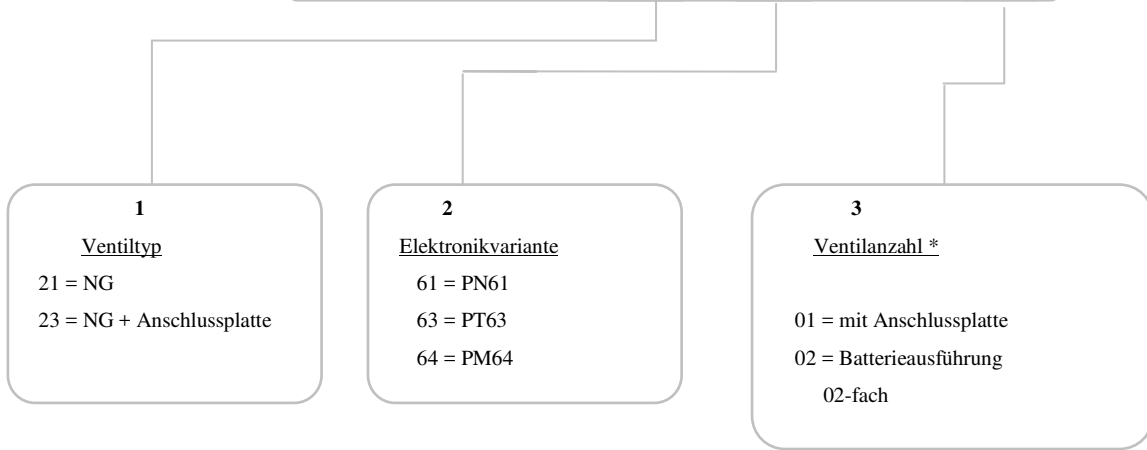 1
Ventiltyp
21 = NG
23 = NG + Anschlussplatte
2
Elektronikvariante
61 = PN61
63 = PT63
64 = PM64
3
Ventilanzahl *
01 = mit Anschlussplatte
02 = Batterieausführung
02-fach